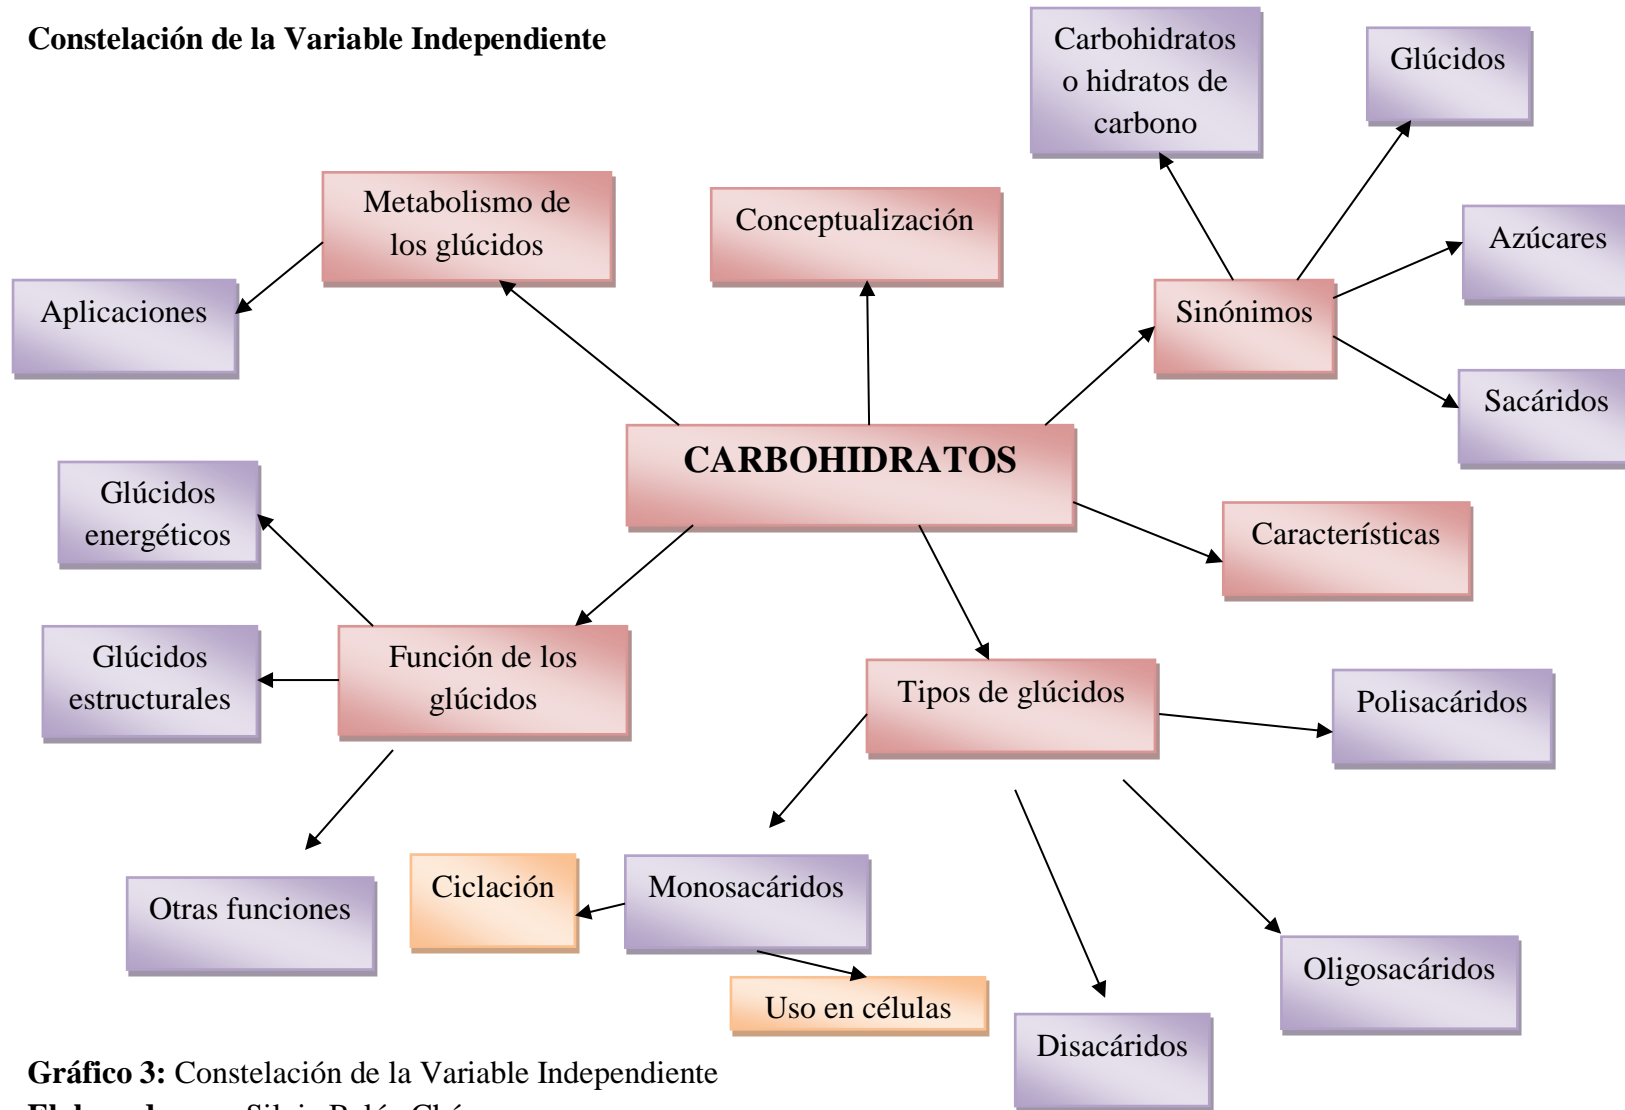 Constelación de la Variable Independiente
Carbohidratos
o hidratos de
carbono
Glúcidos
Metabolismo de
los glúcidos
Conceptualización
Azúcares
Sinónimos
Aplicaciones
Sacáridos
CARBOHIDRATOS
Glúcidos
energéticos
Características
Glúcidos
estructurales
Función de los
glúcidos
Tipos de glúcidos
Polisacáridos
Otras funciones
Ciclación
Monosacáridos
Oligosacáridos
Uso en células
Disacáridos
Gráfico 3: Constelación de la Variable Independiente